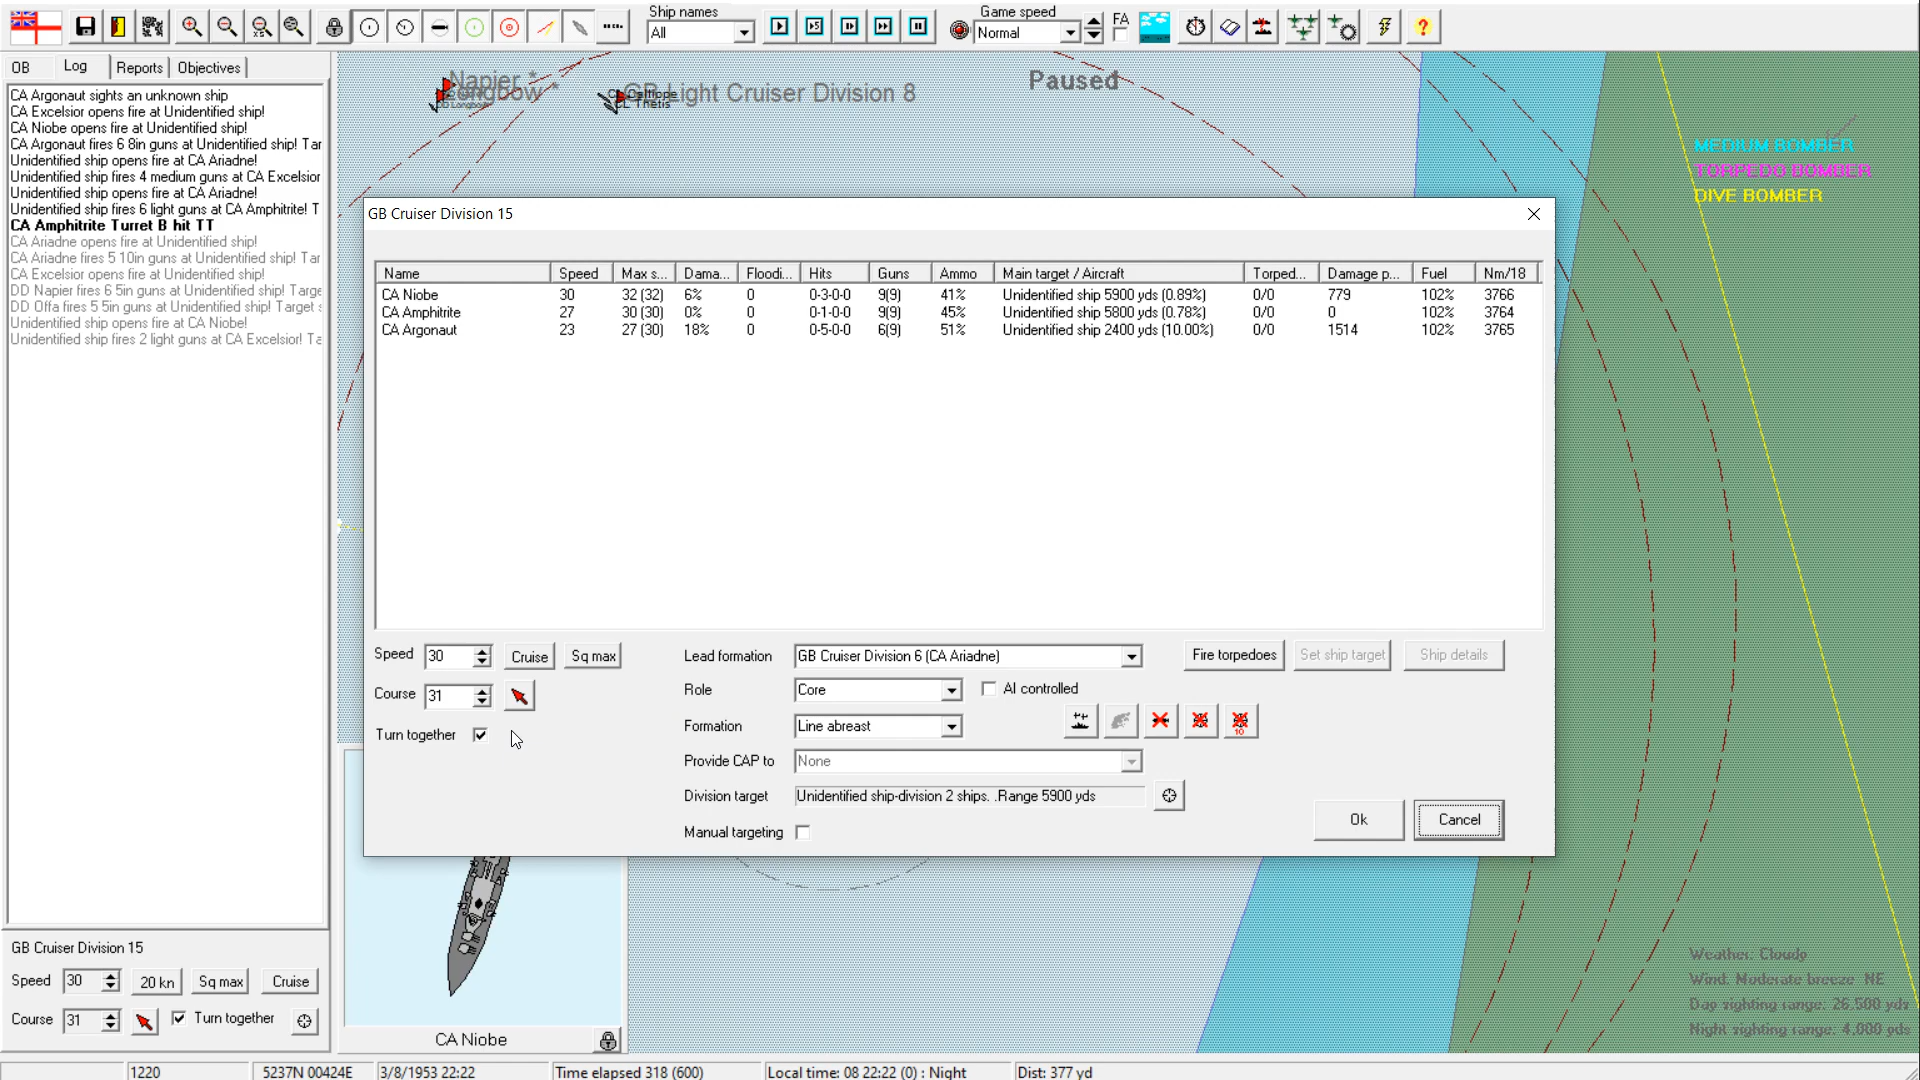 Ship names
All
Game speed
Normal
FA
OB
Log
Reports
Objectives
CA Argonaut sights an unknown ship
CA Excelsior opens fire at Unidentified ship!
CA Niobe opens fire at Unidentified ship!
CA Argonaut fires 6 8in guns at Unidentified ship! Tar
Unidentified ship opens fire at CA Ariadne!
Unidentified ship fires 4 medium guns at CA Excelsior
Unidentified ship opens fire at CA Ariadne!
Unidentified ship fires 6 light guns at CA Amphitrite! T
CA Amphitrite Turret B hit TT
CA Ariadne opens fire at Unidentified ship!
CA Ariadne fires 5 10in guns at Unidentified ship! Tar
CA Excelsior opens fire at Unidentified ship!
DD Napier fires 6 5in guns at Unidentified ship! Targe
DD Offa fires 5 5in guns at Unidentified ship! Target s
Unidentified ship opens fire at CA Niobe!
Unidentified ship fires 2 light guns at CA Excelsior! Ta
Napier *
Longbow *
GB Light Cruiser Division 8
CL Calliope
CL Thetis
Paused
MEDIUM BOMBER
TORPEDO BOMBER
DIVE BOMBER
GB Cruiser Division 15
Name Speed Max s... Dama... Floodi... Hits Guns Ammo Main target / Aircraft Torped... Damage p... Fuel Nm/18
CA Niobe 30 32 (32) 6% 0 0-3-0-0 9(9) 41% Unidentified ship 5900 yds (0.89%) 0/0 779 102% 3766
CA Amphitrite 27 30 (30) 0% 0 0-1-0-0 9(9) 45% Unidentified ship 5800 yds (0.78%) 0/0 0 102% 3764
CA Argonaut 23 27 (30) 18% 0 0-5-0-0 6(9) 51% Unidentified ship 2400 yds (10.00%) 0/0 1514 102% 3765
Speed 30 Cruise Sq max
Course 31
Turn together
Lead formation GB Cruiser Division 6 (CA Ariadne)
Role Core AI controlled
Formation Line abreast
10
Provide CAP to None
Division target Unidentified ship-division 2 ships. .Range 5900 yds
Manual targeting
Fire torpedoes Set ship target Ship details
Ok Cancel
GB Cruiser Division 15
Speed 30 20 kn Sq max Cruise
Course 31 Turn together
CA Niobe
Weather: Cloudy
Wind: Moderate breeze NE
Day sighting range: 26,500 yds
Night sighting range: 4,000 yds
1220 5237N 00424E 3/8/1953 22:22 Time elapsed 318 (600) Local time: 08 22:22 (0) : Night Dist: 377 yd